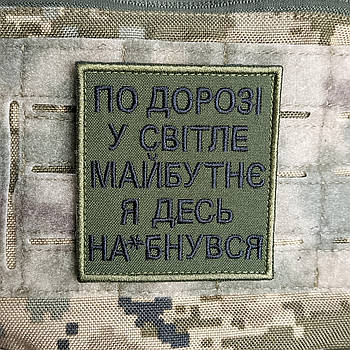 ПО ДОРОЗІ
У СВІТЛЕ
МАЙБУТНЄ
Я ДЕСЬ
НА*БНУВСЯ